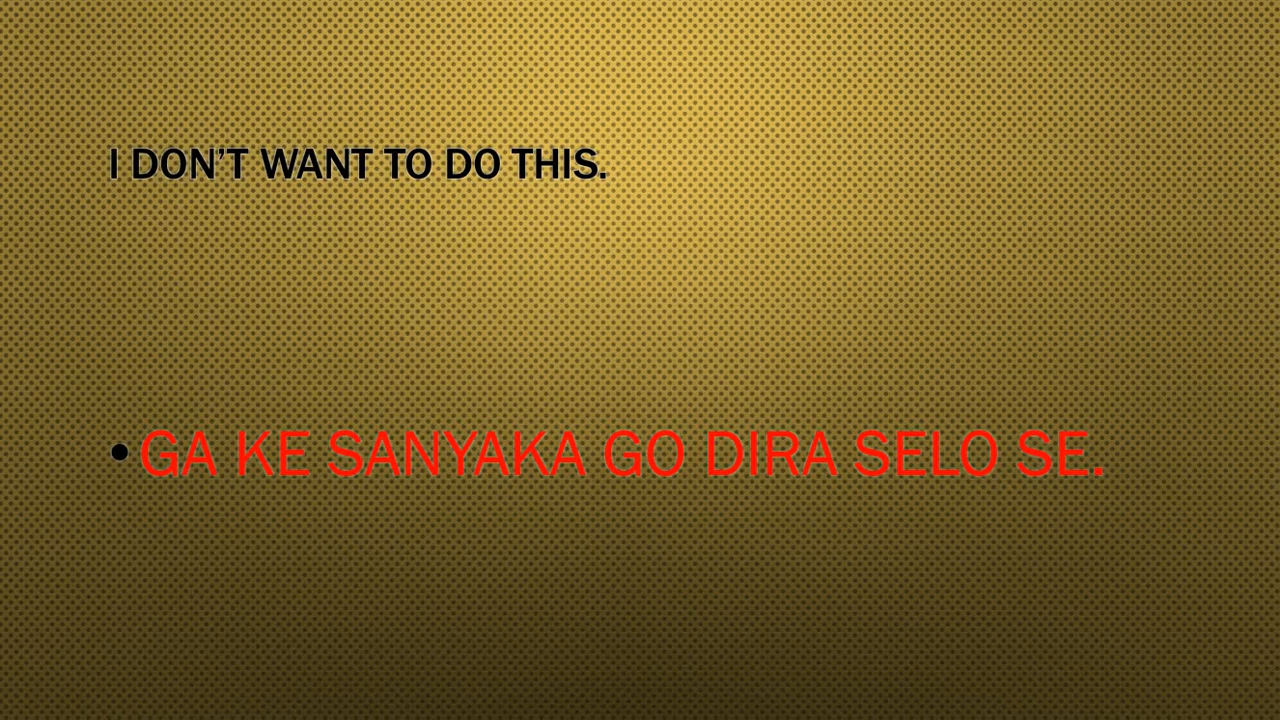 I DON’T WANT TO DO THIS.
• GA KE SANYAKA GO DIRA SELO SE.